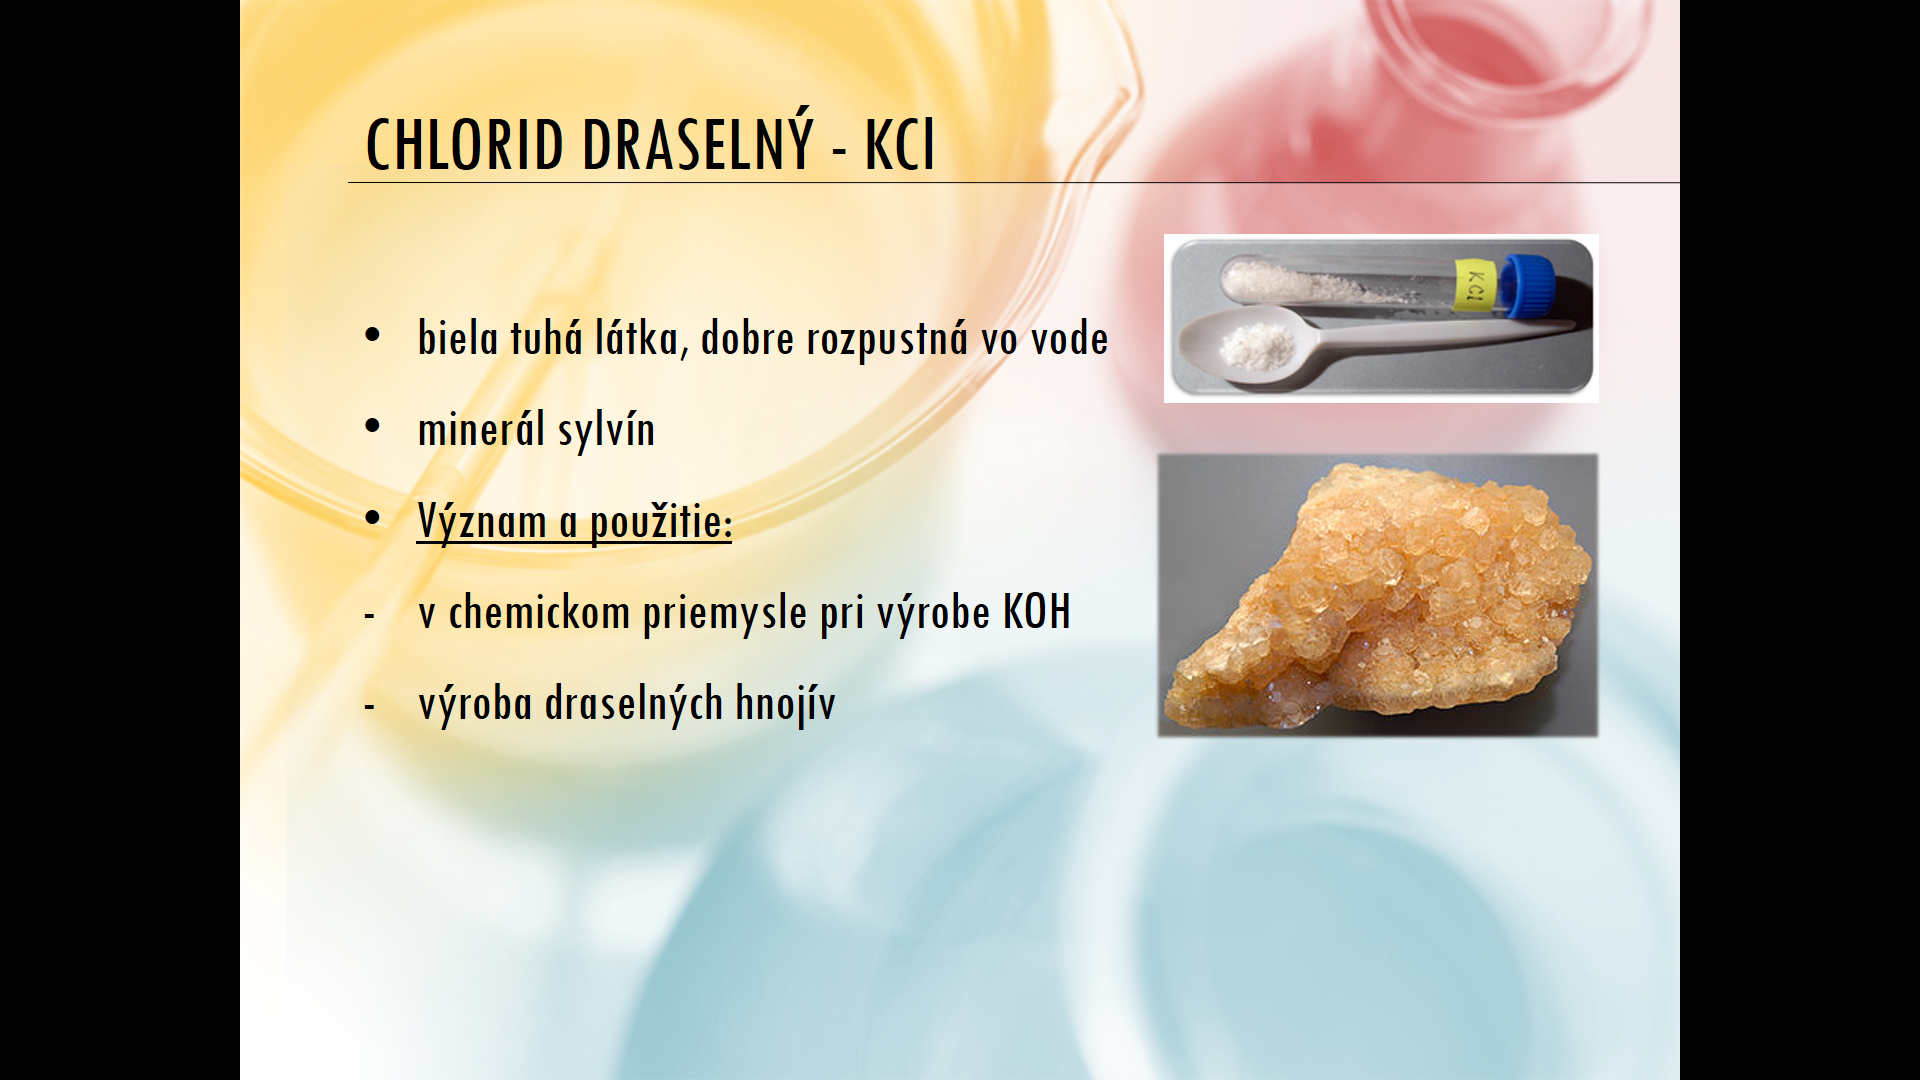 CHLORID DRASELNÝ - KCl
• biela tuhá látka, dobre rozpustná vo vode
• minerál sylvín
• Význam a použitie:
- v chemickom priemysle pri výrobe KOH
- výroba draselných hnojív
KCl